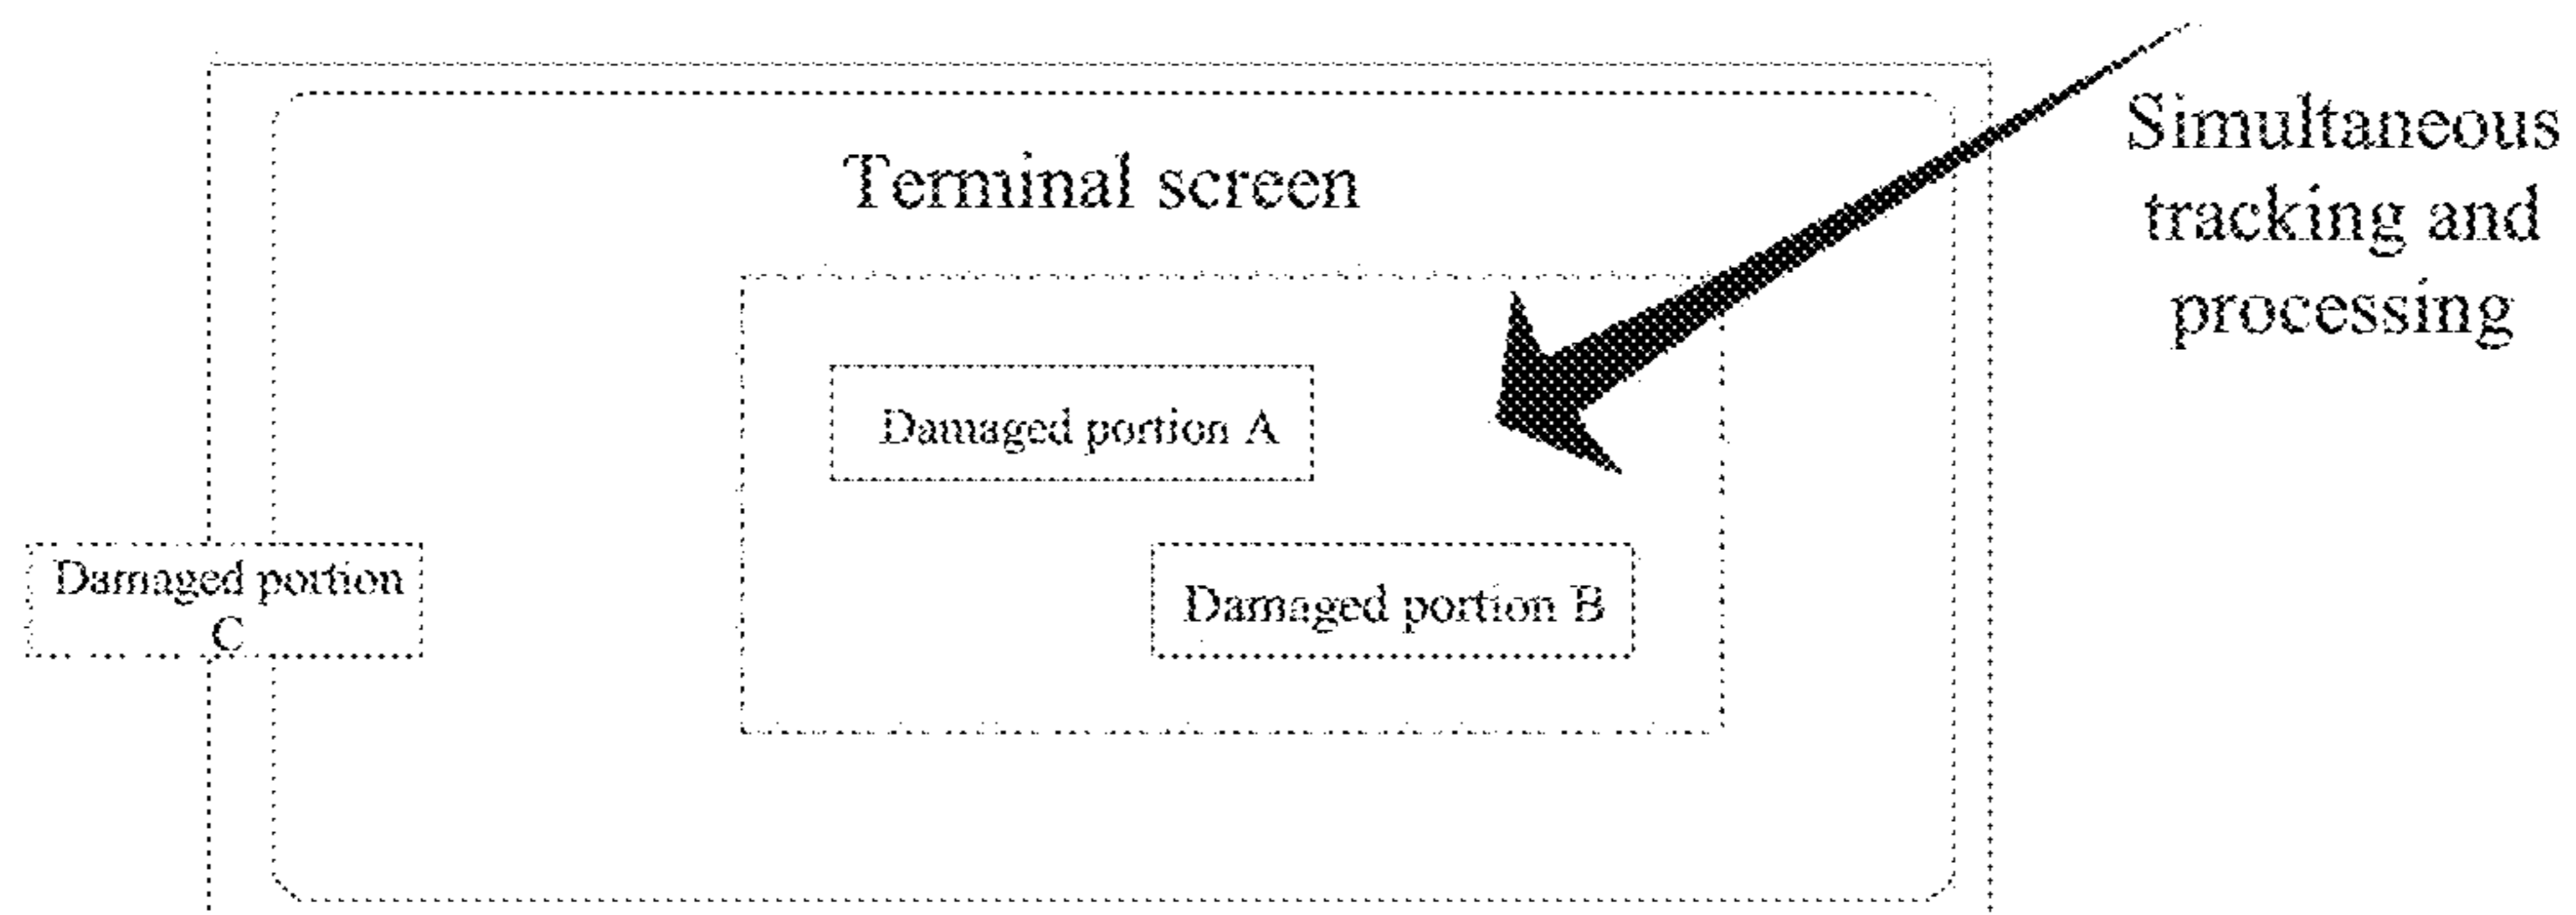 Simultaneous
tracking and
processing
Terminal screen
Damaged portion A
Damaged portion
C
Damaged portion B